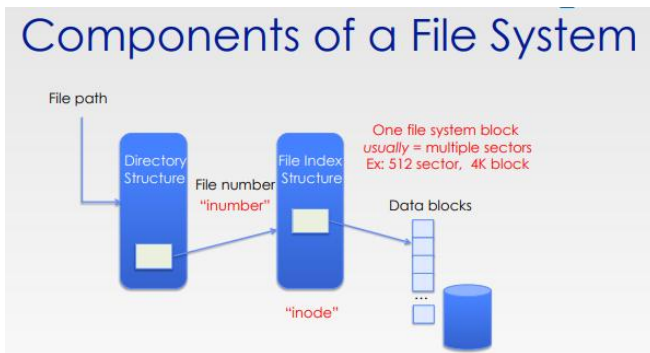 Components of a File System
File path
One file system block
usually = multiple sectors
Ex: 512 sector, 4K block
Directory
Structure
File number
"inumber"
File Index
Structure
Data blocks
...
"inode"